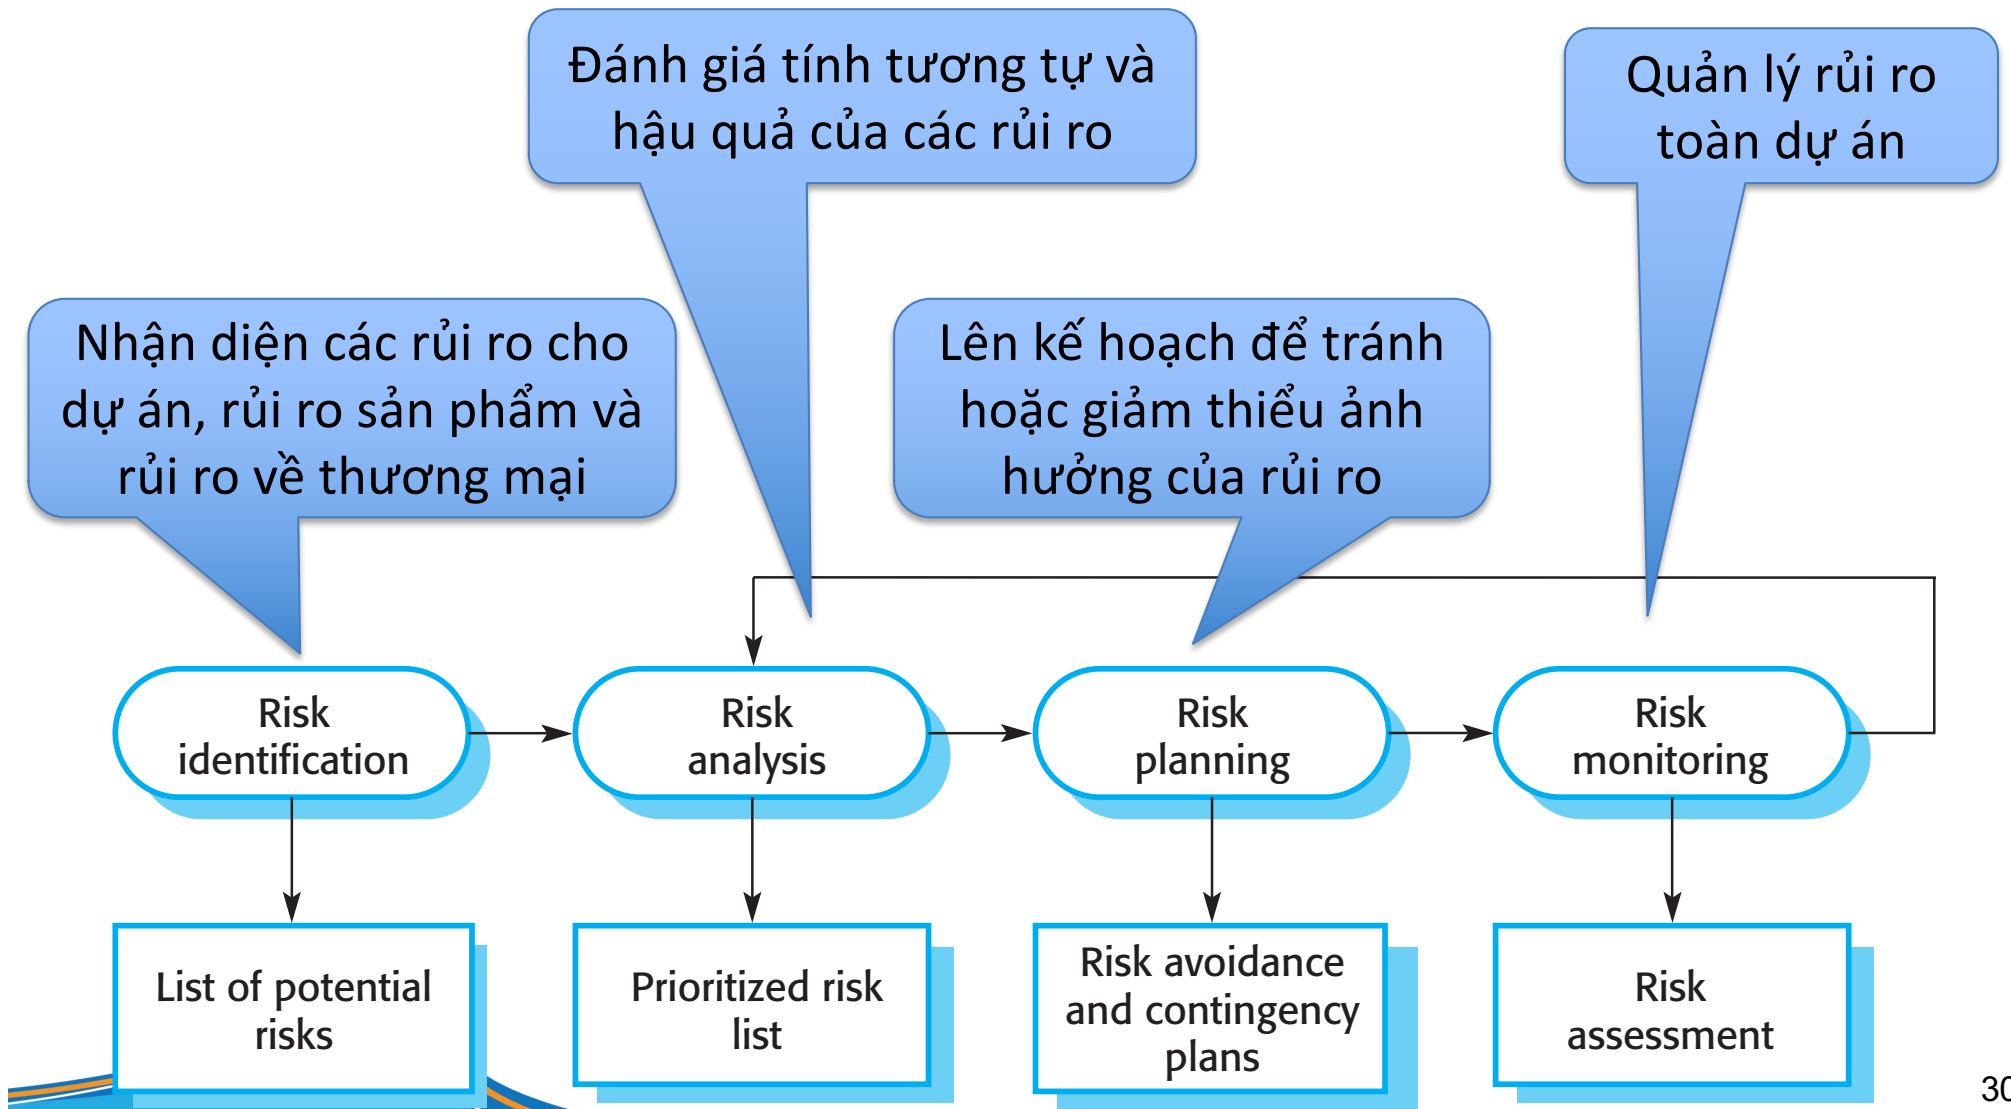 Đánh giá tính tương tự và
hậu quả của các rủi ro
Quản lý rủi ro
toàn dự án
Nhận diện các rủi ro cho
dự án, rủi ro sản phẩm và
rủi ro về thương mại
Lên kế hoạch để tránh
hoặc giảm thiểu ảnh
hưởng của rủi ro
Risk
identification
Risk
analysis
Risk
planning
Risk
monitoring
List of potential
risks
Prioritized risk
list
Risk avoidance
and contingency
plans
Risk
assessment
30